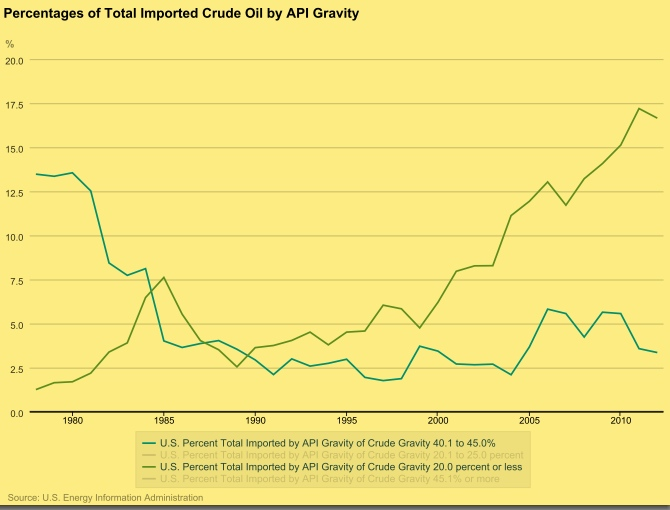 Percentages of Total Imported Crude Oil by API Gravity
%
20.0
17.5
15.0
12.5
10.0
7.5
5.0
2.5
0.0
1980 1985 1990 1995 2000 2005 2010
U.S. Percent Total Imported by API Gravity of Crude Gravity 40.1 to 45.0%
U.S. Percent Total Imported by API Gravity of Crude Gravity 20.1 to 25.0 percent
U.S. Percent Total Imported by API Gravity of Crude Gravity 20.0 percent or less
U.S. Percent Total Imported by API Gravity of Crude Gravity 45.1% or more
Source: U.S. Energy Information Administration